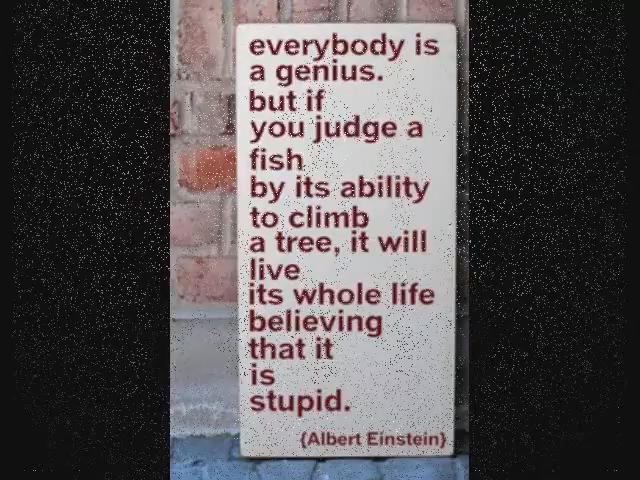 everybody is
a genius.
but if
you judge a
fish
by its ability
to climb
a tree, it will
live
its whole life
believing
that it
is
stupid.
{Albert Einstein}